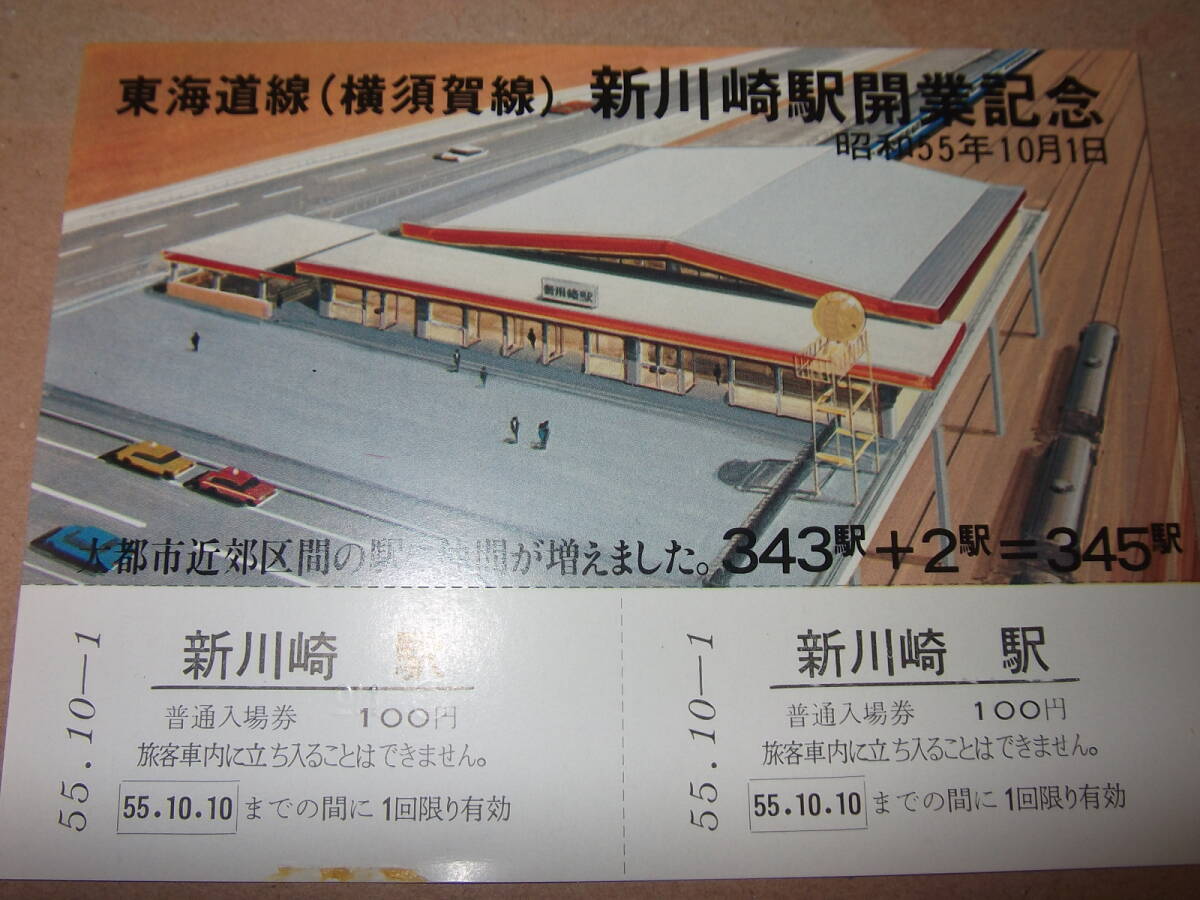 東海道線(横須賀線) 新川崎駅開業記念
昭和55年10月1日
新川崎駅
大都市近郊区間の駅の仲間が増えました。343駅+2駅=345駅
55.10—1
新川崎 駅
普通入場券 100円
旅客車内に立ち入ることはできません。
55.10.10 までの間に1回限り有効
55.10—1
新川崎 駅
普通入場券 100円
旅客車内に立ち入ることはできません。
55.10.10 までの間に1回限り有効